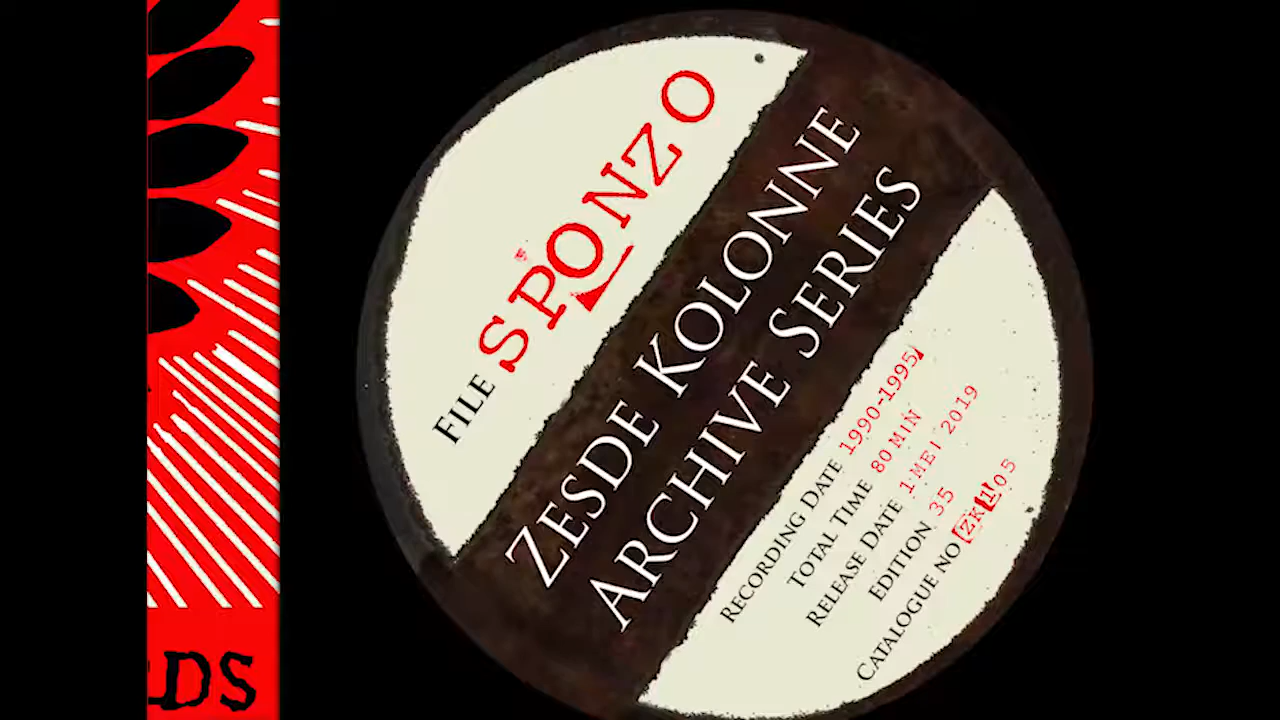 FILE SPONZO
ZESDE KOLONNE
ARCHIVE SERIES
RECORDING DATE 1990-1995
TOTAL TIME 80 MIN
RELEASE DATE 1 MEI 2019
EDITION 35
CATALOGUE NO [ZK1]05
DS